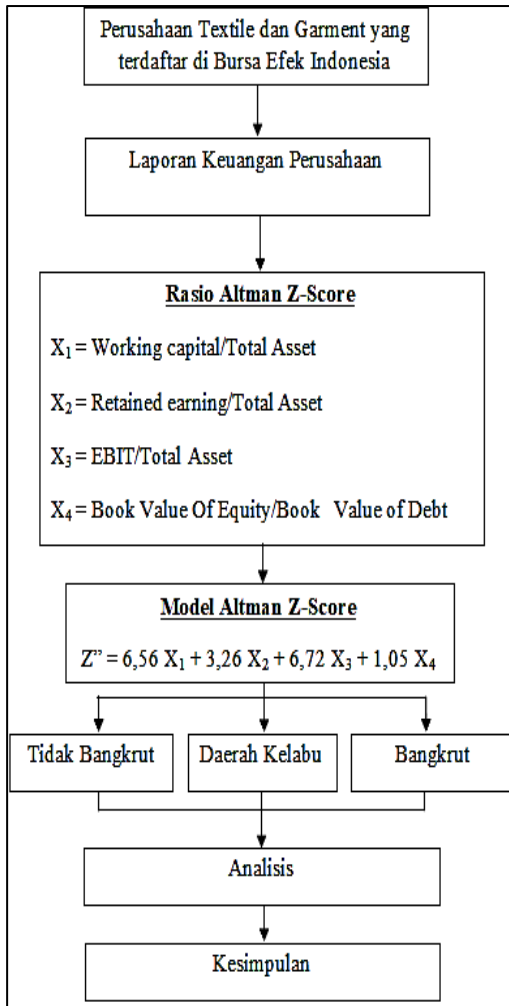 Perusahaan Textile dan Garment yang
terdaftar di Bursa Efek Indonesia
Laporan Keuangan Perusahaan
Rasio Altman Z-Score
X₁ = Working capital/Total Asset
X₂ = Retained earning/Total Asset
X₃ = EBIT/Total Asset
X₄ = Book Value Of Equity/Book Value of Debt
Model Altman Z-Score
Z” = 6,56 X₁ + 3,26 X₂ + 6,72 X₃ + 1,05 X₄
Tidak Bangkrut Daerah Kelabu Bangkrut
Analisis
Kesimpulan